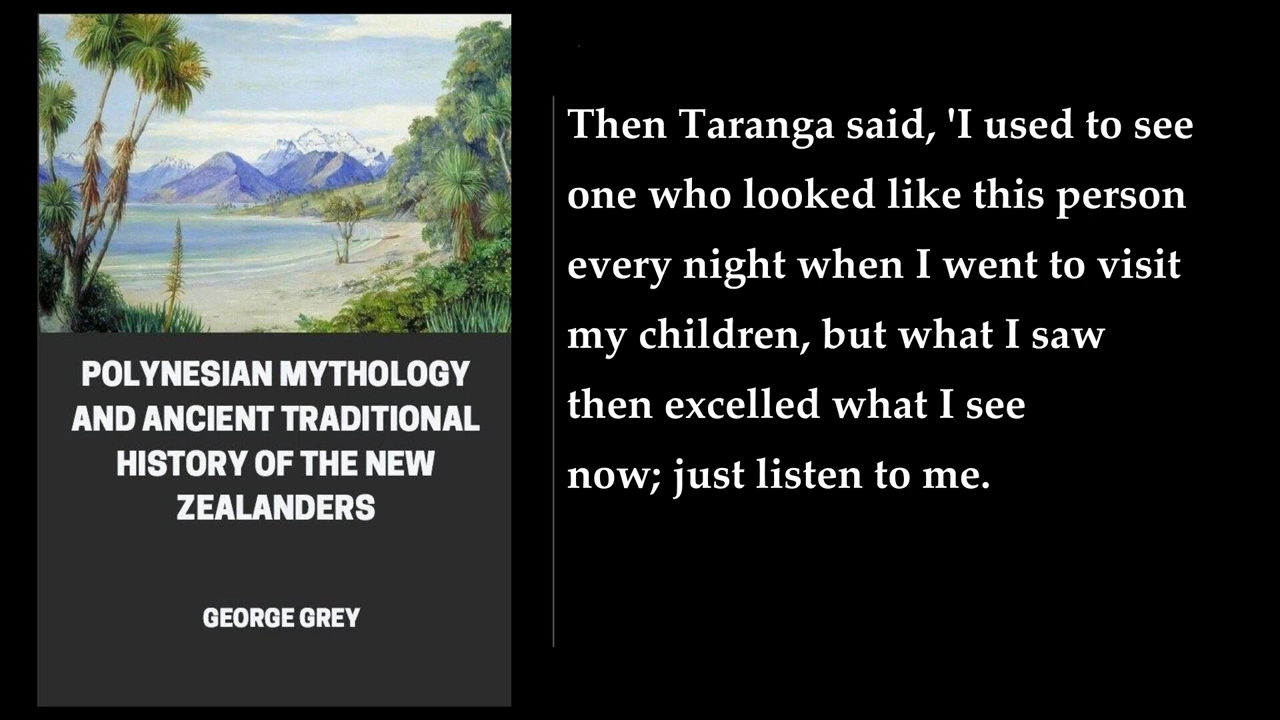 POLYNESIAN MYTHOLOGY
AND ANCIENT TRADITIONAL
HISTORY OF THE NEW
ZEALANDERS
GEORGE GREY
Then Taranga said, 'I used to see
one who looked like this person
every night when I went to visit
my children, but what I saw
then excelled what I see
now; just listen to me.